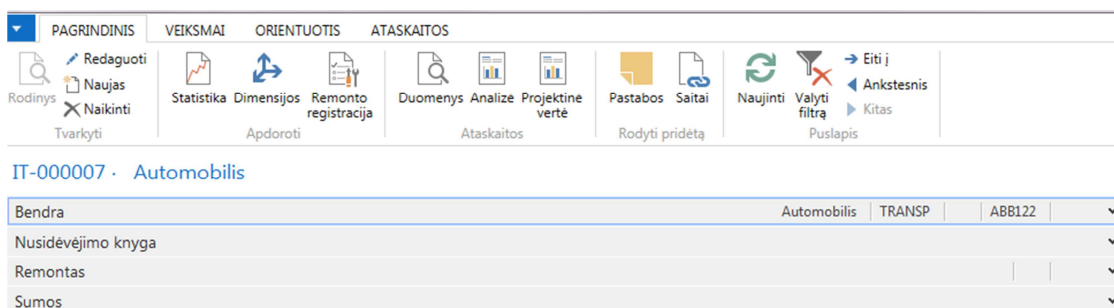 PAGRINDINIS VEIKSMAI ORIENTUOTIS ATASKAITOS
Rodinys
Redaguoti
Naujas
Naikinti
Tvarkyti
Statistika
Dimensijos
Remonto
registracija
Apdoroti
Duomenys
Analizė
Projektinė
vertė
Ataskaitos
Pastabos
Saitai
Rodyti pridėtą
Naujinti
Valyti
filtrą
Eiti į
Ankstesnis
Kitas
Puslapis
IT-000007 · Automobilis
Bendra Automobilis TRANSP ABB122
Nusidėvėjimo knyga
Remontas
Sumos